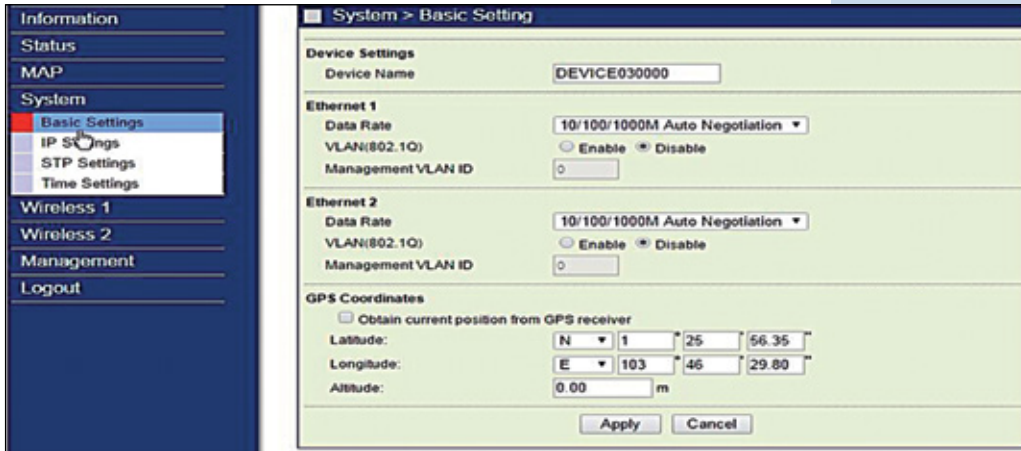 Information
Status
MAP
System
Basic Settings
IP Settings
STP Settings
Time Settings
Wireless 1
Wireless 2
Management
Logout
System > Basic Setting
Device Settings
Device Name DEVICE030000
Ethernet 1
Data Rate 10/100/1000M Auto Negotiation
VLAN(802.1Q) Enable Disable
Management VLAN ID 0
Ethernet 2
Data Rate 10/100/1000M Auto Negotiation
VLAN(802.1Q) Enable Disable
Management VLAN ID 0
GPS Coordinates
Obtain current position from GPS receiver
Latitude: N 1 ° 25 ' 56.35 "
Longitude: E 103 ° 46 ' 29.80 "
Altitude: 0.00 m
Apply Cancel